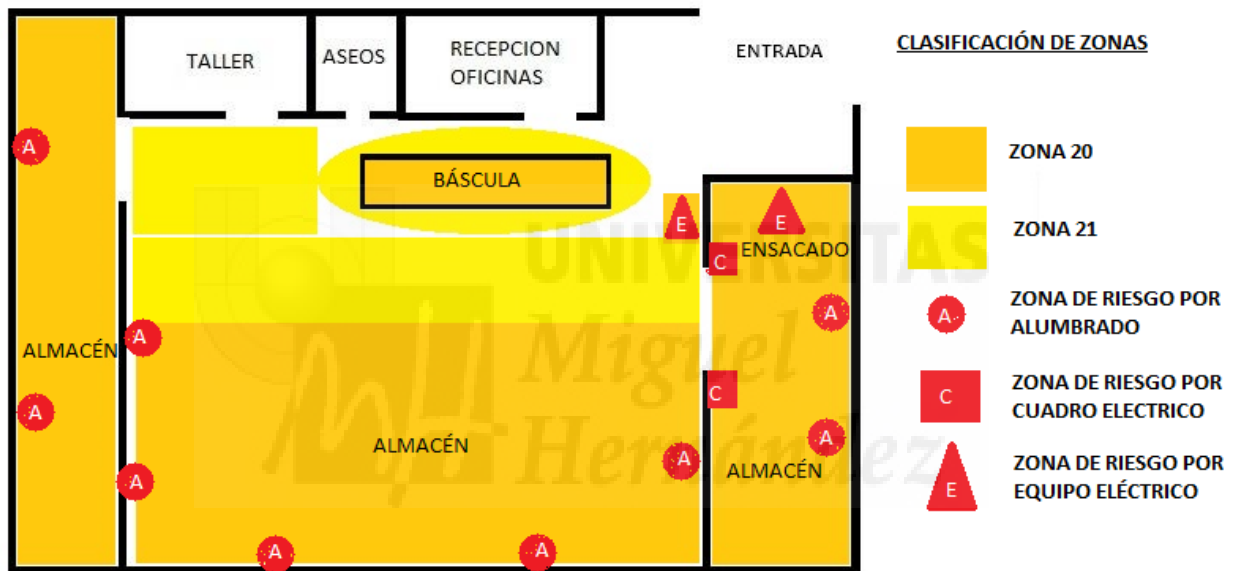 TALLER
ASEOS
RECEPCION
OFICINAS
ENTRADA
CLASIFICACIÓN DE ZONAS
A
ZONA 20
BÁSCULA
E
E
UNIVERSITAS
ENSACADO
ZONA 21
C
A
A
A
ZONA DE RIESGO POR
ALUMBRADO
Miguel
ALMACÉN
C
C
ZONA DE RIESGO POR
CUADRO ELECTRICO
A
Hernández
ALMACÉN
A
A
A
ALMACÉN
E
ZONA DE RIESGO POR
EQUIPO ELÉCTRICO
A
A